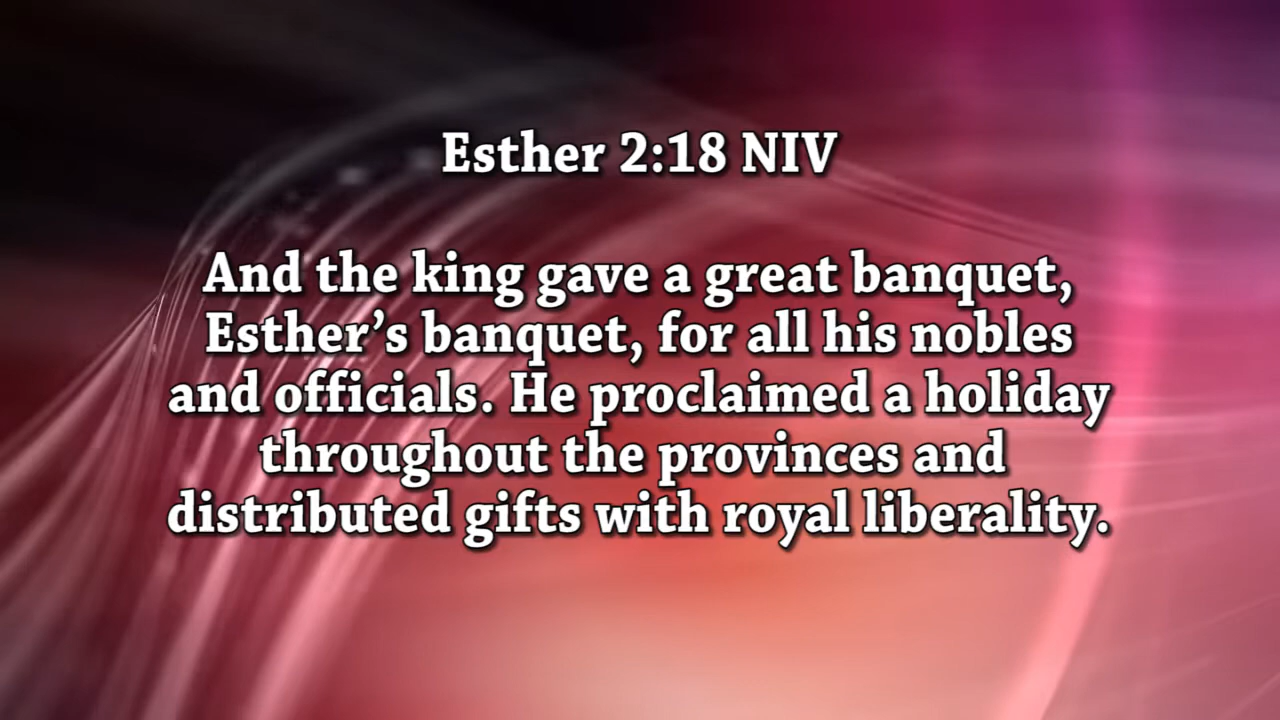 Esther 2:18 NIV
And the king gave a great banquet,
Esther’s banquet, for all his nobles
and officials. He proclaimed a holiday
throughout the provinces and
distributed gifts with royal liberality.